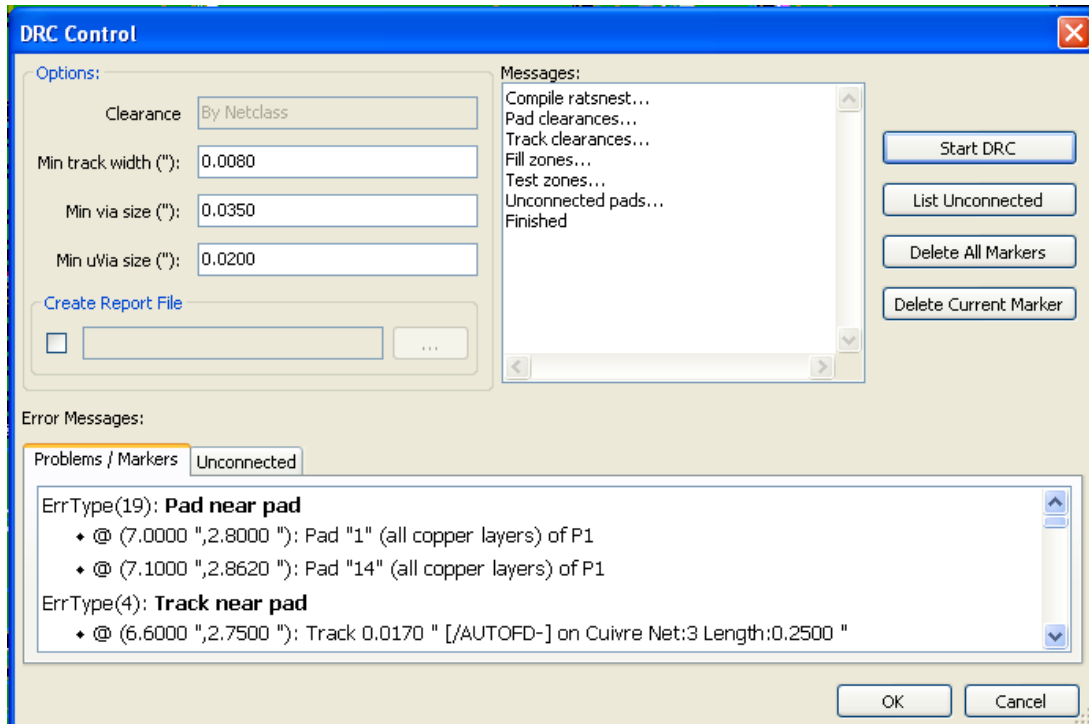 DRC Control
Options:
Clearance
By Netclass
Min track width ("):
0.0080
Min via size ("):
0.0350
Min uVia size ("):
0.0200
Create Report File
...
Messages:
Compile ratsnest...
Pad clearances...
Track clearances...
Fill zones...
Test zones...
Unconnected pads...
Finished
Start DRC
List Unconnected
Delete All Markers
Delete Current Marker
Error Messages:
Problems / Markers
Unconnected
ErrType(19): Pad near pad
@ (7.0000 ",2.8000 "): Pad "1" (all copper layers) of P1
@ (7.1000 ",2.8620 "): Pad "14" (all copper layers) of P1
ErrType(4): Track near pad
@ (6.6000 ",2.7500 "): Track 0.0170 " [/AUTOFD-] on Cuivre Net:3 Length:0.2500 "
OK
Cancel